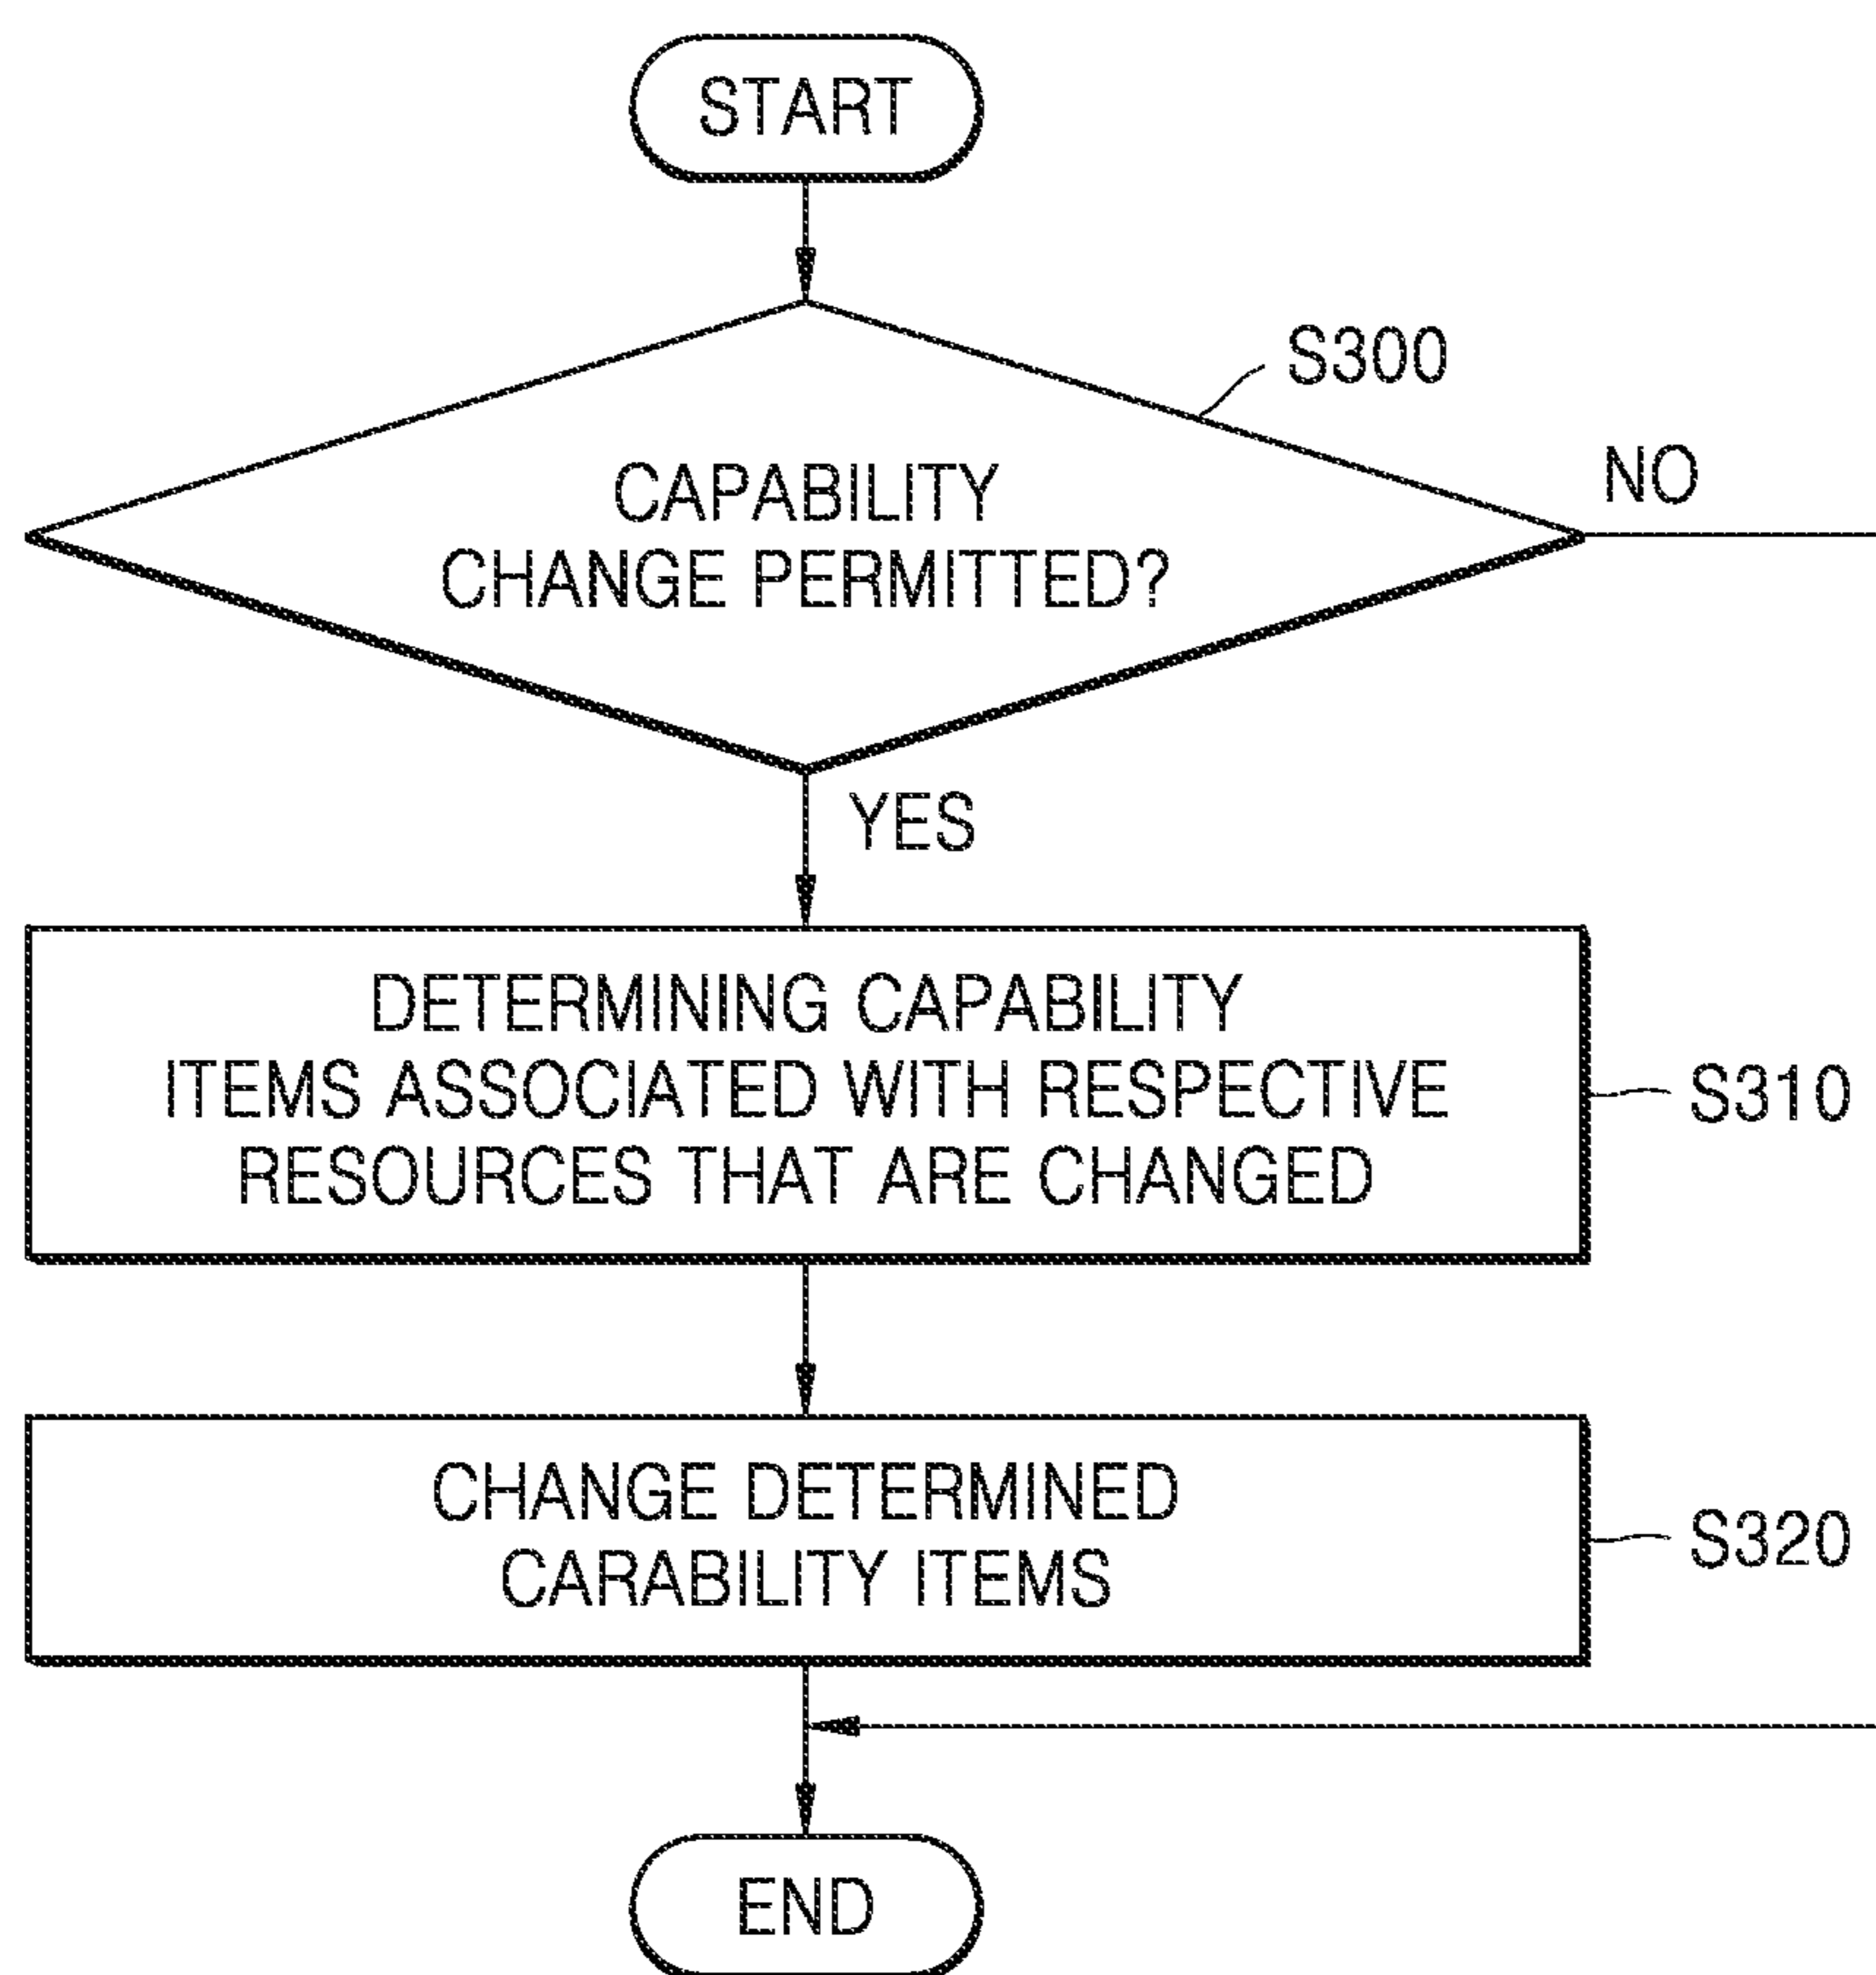 START
S300
CAPABILITY
CHANGE PERMITTED?
NO
YES
DETERMINING CAPABILITY
ITEMS ASSOCIATED WITH RESPECTIVE
RESOURCES THAT ARE CHANGED
S310
CHANGE DETERMINED
CARABILITY ITEMS
S320
END